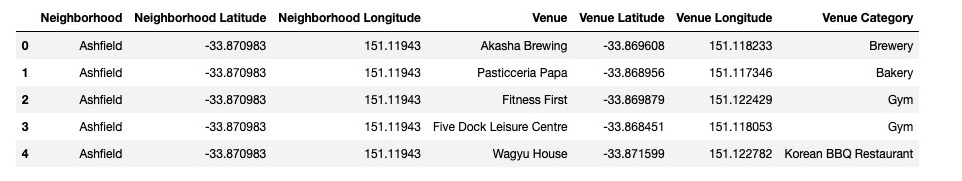 Neighborhood Neighborhood Latitude Neighborhood Longitude Venue Venue Latitude Venue Longitude Venue Category
0 Ashfield -33.870983 151.11943 Akasha Brewing -33.869608 151.118233 Brewery
1 Ashfield -33.870983 151.11943 Pasticceria Papa -33.868956 151.117346 Bakery
2 Ashfield -33.870983 151.11943 Fitness First -33.869879 151.122429 Gym
3 Ashfield -33.870983 151.11943 Five Dock Leisure Centre -33.868451 151.118053 Gym
4 Ashfield -33.870983 151.11943 Wagyu House -33.871599 151.122782 Korean BBQ Restaurant